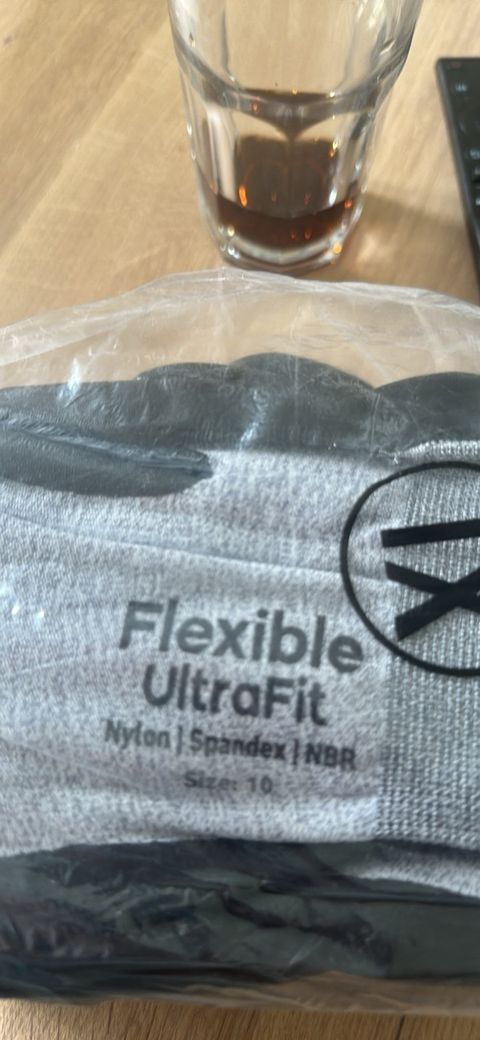 Flexible
UltraFit
Nylon | Spandex | NBR
Size: 10